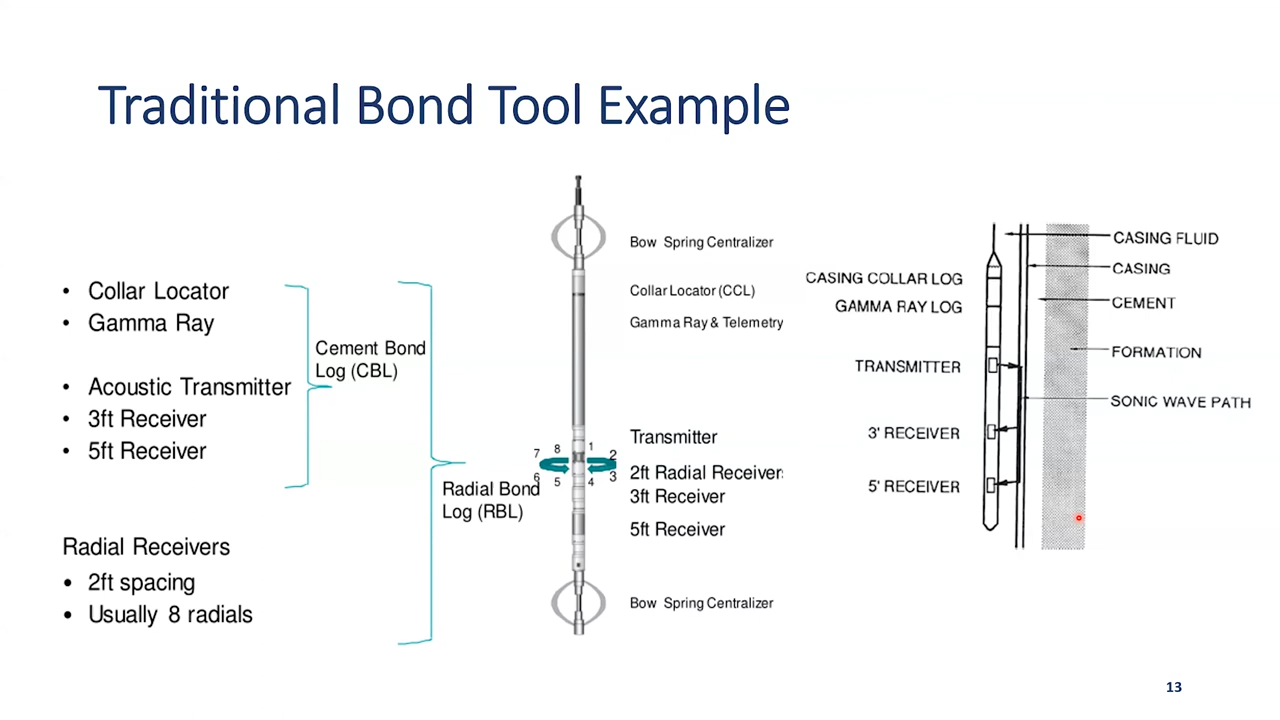 Traditional Bond Tool Example
• Collar Locator
• Gamma Ray
• Acoustic Transmitter
• 3ft Receiver
• 5ft Receiver
Cement Bond
Log (CBL)
Radial Receivers
• 2ft spacing
• Usually 8 radials
Radial Bond
Log (RBL)
Bow Spring Centralizer
Collar Locator (CCL)
Gamma Ray & Telemetry
Transmitter
2ft Radial Receivers
3ft Receiver
5ft Receiver
Bow Spring Centralizer
7 8 1 2
6 5 4 3
CASING COLLAR LOG
GAMMA RAY LOG
TRANSMITTER
3' RECEIVER
5' RECEIVER
CASING FLUID
CASING
CEMENT
FORMATION
SONIC WAVE PATH
13